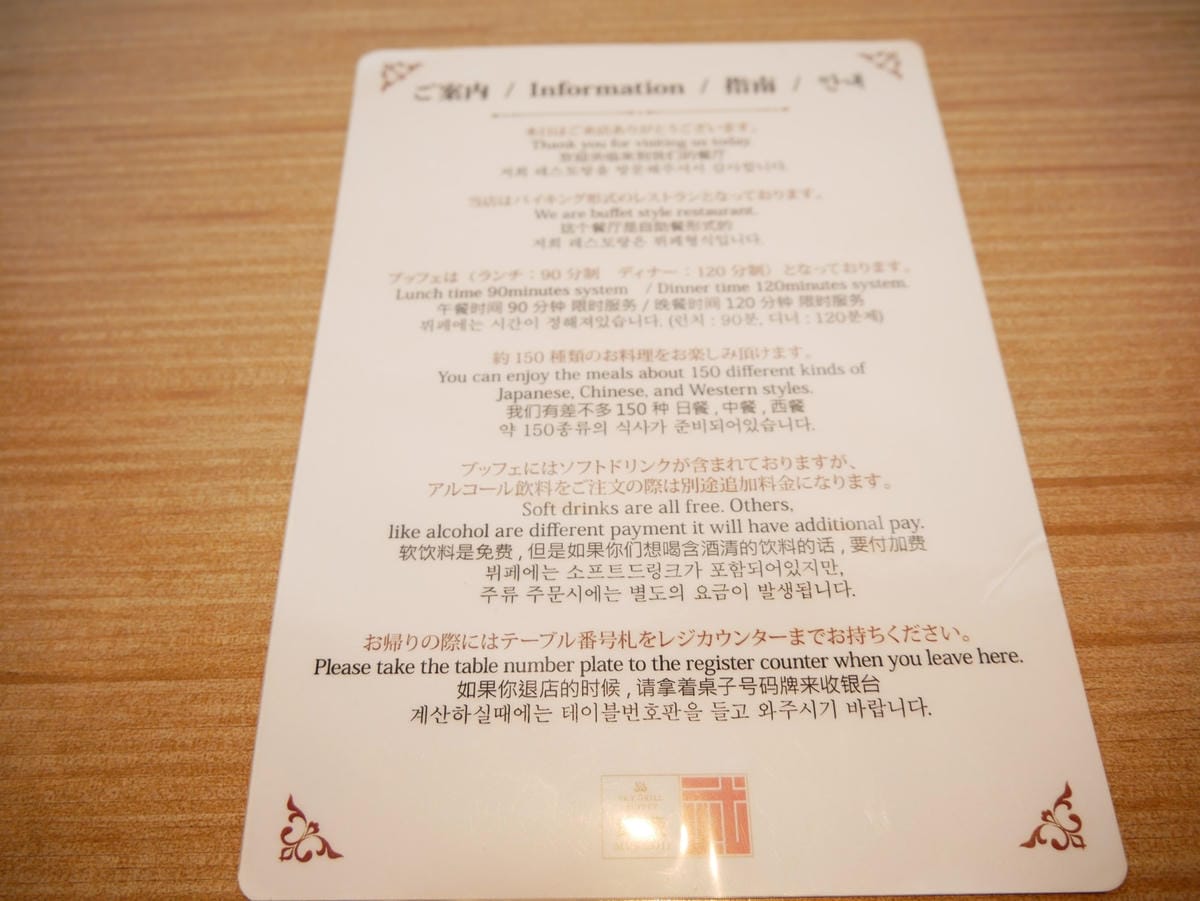 ご案内 / Information / 指南 / 안내
本日はご来店ありがとうございます。
Thank you for visiting us today.
欢迎光临来到我们的餐厅
저희 레스토랑을 방문해주셔서 감사합니다.
当店はバイキング形式のレストランとなっております。
We are buffet style restaurant.
这个餐厅是自助餐形式的
저희 레스토랑은 뷔페형식입니다.
ブッフェは（ランチ：90分制　ディナー：120分制）となっております。
Lunch time 90minutes system / Dinner time 120minutes system.
午餐时间 90 分钟 限时服务 / 晚餐时间 120 分钟 限时服务
뷔페에는 시간이 정해져있습니다. (런치 : 90분, 디너 : 120분제)
約150種類のお料理をお楽しみ頂けます。
You can enjoy the meals about 150 different kinds of
Japanese, Chinese, and Western styles.
我们有差不多 150 种 日餐 , 中餐 , 西餐
약 150종류의 식사가 준비되어있습니다.
ブッフェにはソフトドリンクが含まれておりますが、
アルコール飲料をご注文の際は別途追加料金になります。
Soft drinks are all free. Others,
like alcohol are different payment it will have additional pay.
软饮料是免费 , 但是如果你们想喝含酒清的饮料的话 , 要付加费
뷔페에는 소프트드링크가 포함되어있지만,
주류 주문시에는 별도의 요금이 발생됩니다.
お帰りの際にはテーブル番号札をレジカウンターまでお持ちください。
Please take the table number plate to the register counter when you leave here.
如果你退店的时候 , 请拿着桌子号码牌来收银台
계산하실때에는 테이블번호판을 들고 와주시기 바랍니다.
SKY GRILL
BUFFET